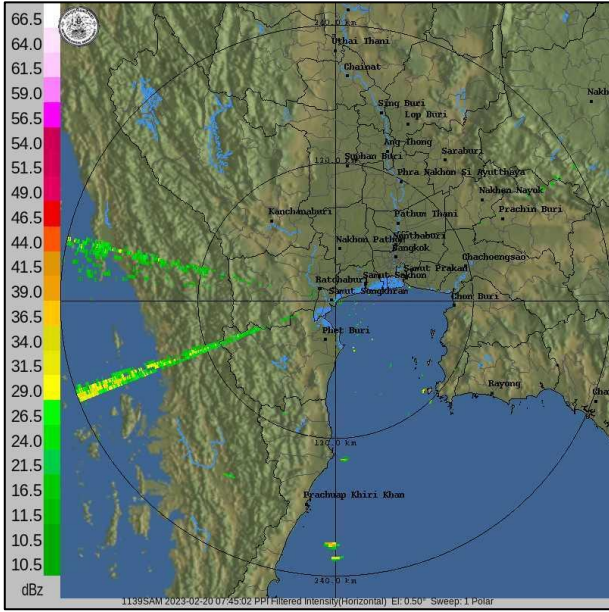 66.5
64.0
61.5
59.0
56.5
54.0
51.5
49.0
46.5
44.0
41.5
39.0
36.5
34.0
31.5
29.0
26.5
24.0
21.5
16.5
11.5
10.5
10.5
dBz
240.0 km
Uthai Thani
Chainat
Nakh
Sing Buri
Lop Buri
Ang Thong
Saraburi
120.0 km
Suphan Buri
Phra Nakhon Si Ayutthaya
Nakhon Nayok
Kanchanaburi
Pathum Thani
Prachin Buri
Nonthaburi
Nakhon Pathom
Bangkok
Chachoengsao
Samut Prakan
Ratchaburi
Samut Sakhon
Samut Songkhram
Chon Buri
Phet Buri
Rayong
Cha
120.0 km
Prachuap Khiri Khan
240.0 km
1139SAM 2023-02-20 07:45:02 PPI Filtered Intensity(Horizontal) El: 0.50° Sweep: 1 Polar